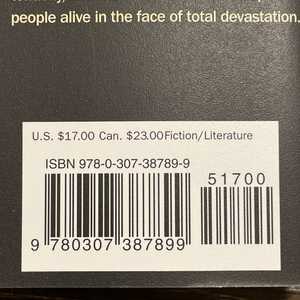 people alive in the face of total devastation.
U.S. $17.00 Can. $23.00 Fiction/Literature
ISBN 978-0-307-38789-9
51700
9 780307 387899